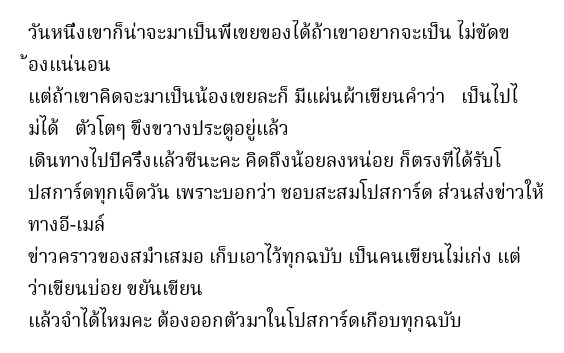 วันหนึ่งเขาก็น่าจะมาเป็นพี่เขยของได้ถ้าเขาอยากจะเป็น ไม่ขัดข
้องแน่นอน
แต่ถ้าเขาคิดจะมาเป็นน้องเขยละก็ มีแผ่นผ้าเขียนคำว่า   เป็นไปไ
ม่ได้   ตัวโตๆ ขึงขวางประตูอยู่แล้ว
เดินทางไปปีครึ่งแล้วซีนะคะ คิดถึงน้อยลงหน่อย ก็ตรงที่ได้รับโ
ปสการ์ดทุกเจ็ดวัน เพราะบอกว่า ชอบสะสมโปสการ์ด ส่วนส่งข่าวให้
ทางอี-เมล์
ข่าวคราวของสม่ำเสมอ เก็บเอาไว้ทุกฉบับ เป็นคนเขียนไม่เก่ง แต่
ว่าเขียนบ่อย ขยันเขียน
แล้วจำได้ไหมคะ ต้องออกตัวมาในโปสการ์ดเกือบทุกฉบับ